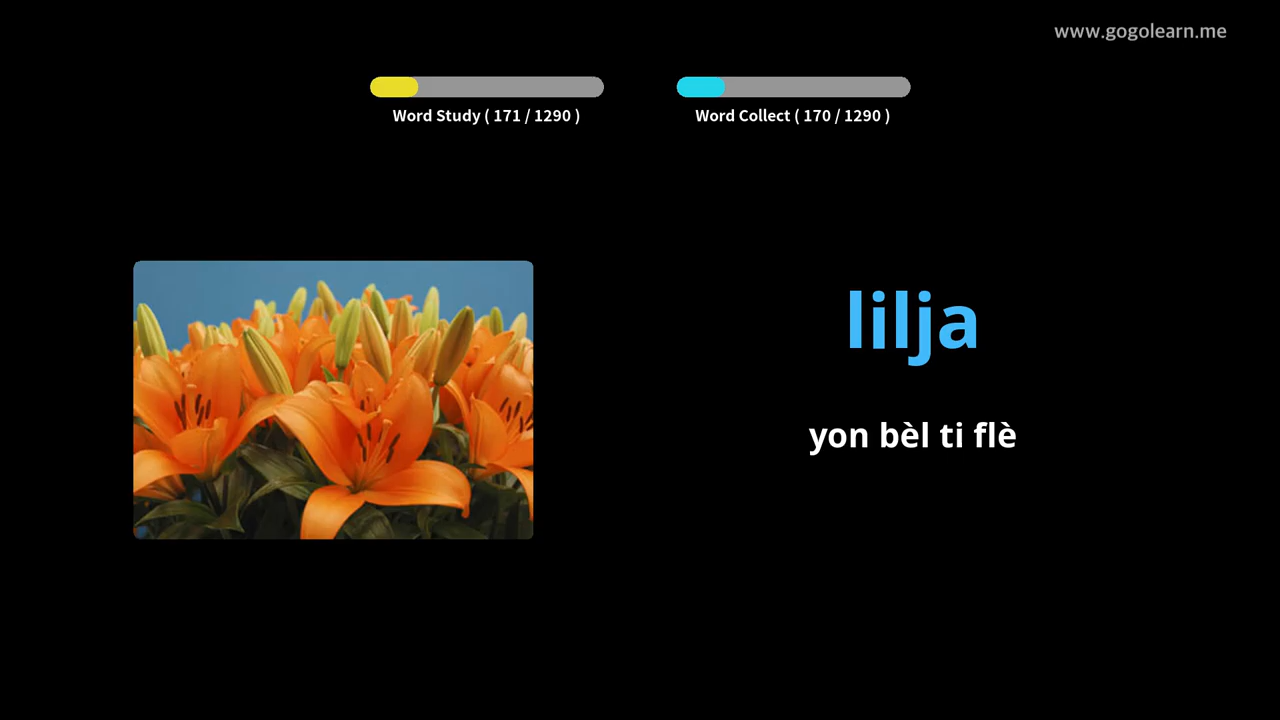 www.gogolearn.me
Word Study ( 171 / 1290 )
Word Collect ( 170 / 1290 )
lilja
yon bèl ti flè